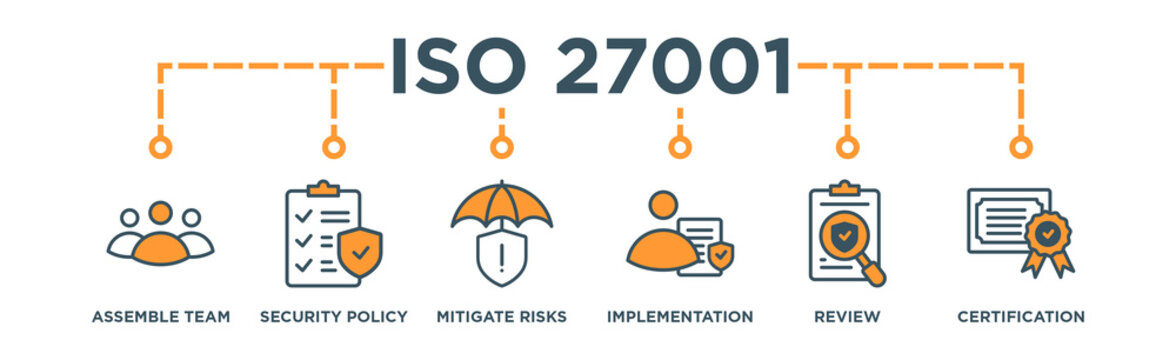 ISO 27001
ASSEMBLE TEAM
SECURITY POLICY
MITIGATE RISKS
IMPLEMENTATION
REVIEW
CERTIFICATION